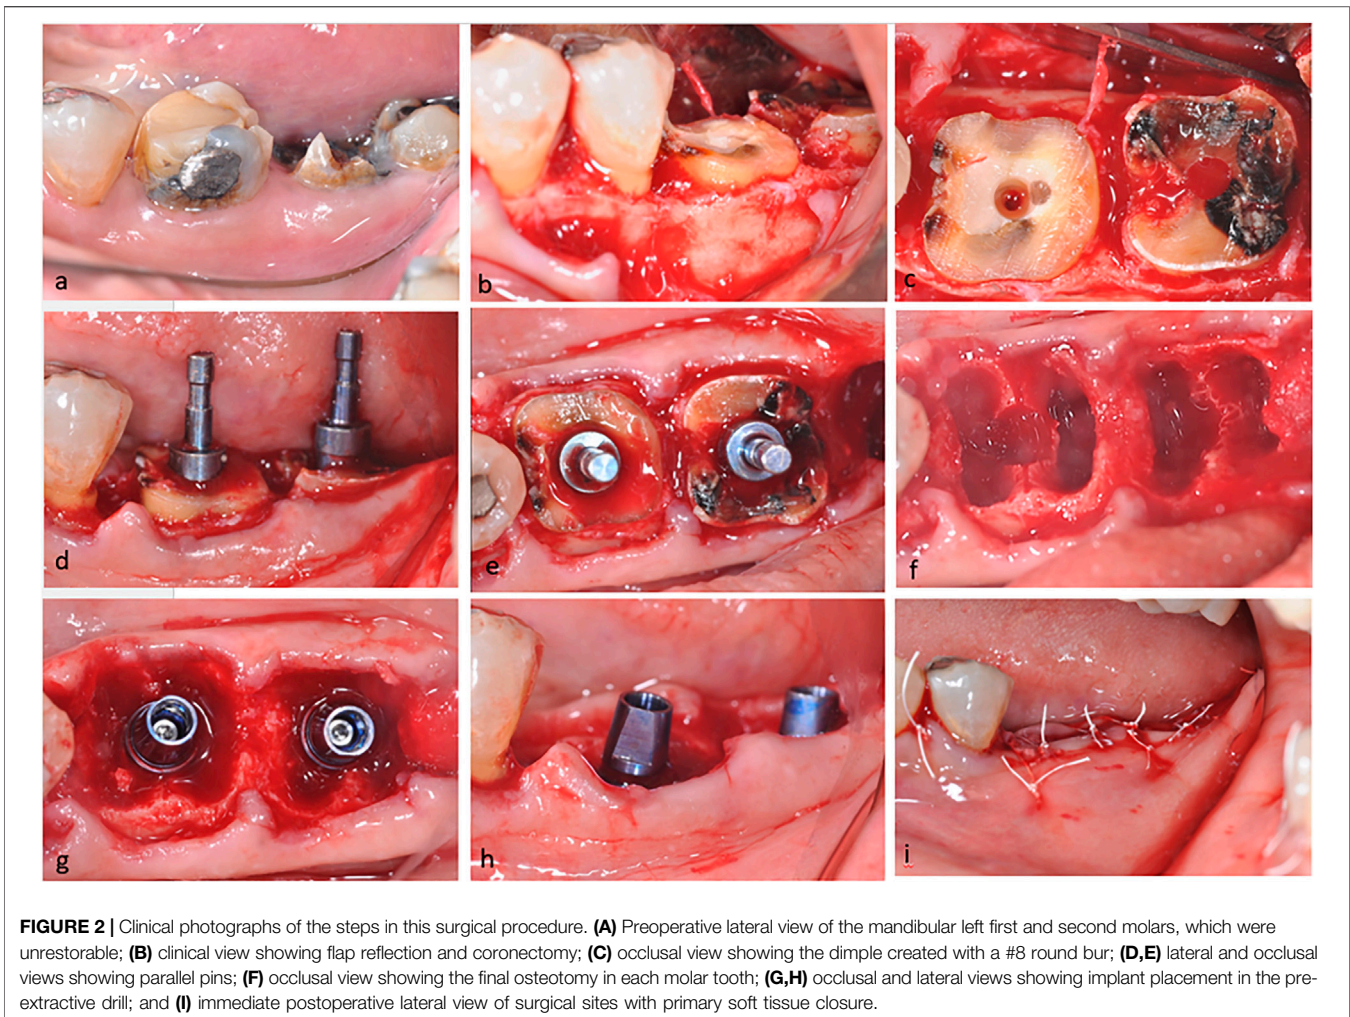 a
b
c
d
e
f
g
h
i
FIGURE 2 | Clinical photographs of the steps in this surgical procedure. (A) Preoperative lateral view of the mandibular left first and second molars, which were
unrestorable; (B) clinical view showing flap reflection and coronectomy; (C) occlusal view showing the dimple created with a #8 round bur; (D,E) lateral and occlusal
views showing parallel pins; (F) occlusal view showing the final osteotomy in each molar tooth; (G,H) occlusal and lateral views showing implant placement in the pre-
extractive drill; and (I) immediate postoperative lateral view of surgical sites with primary soft tissue closure.